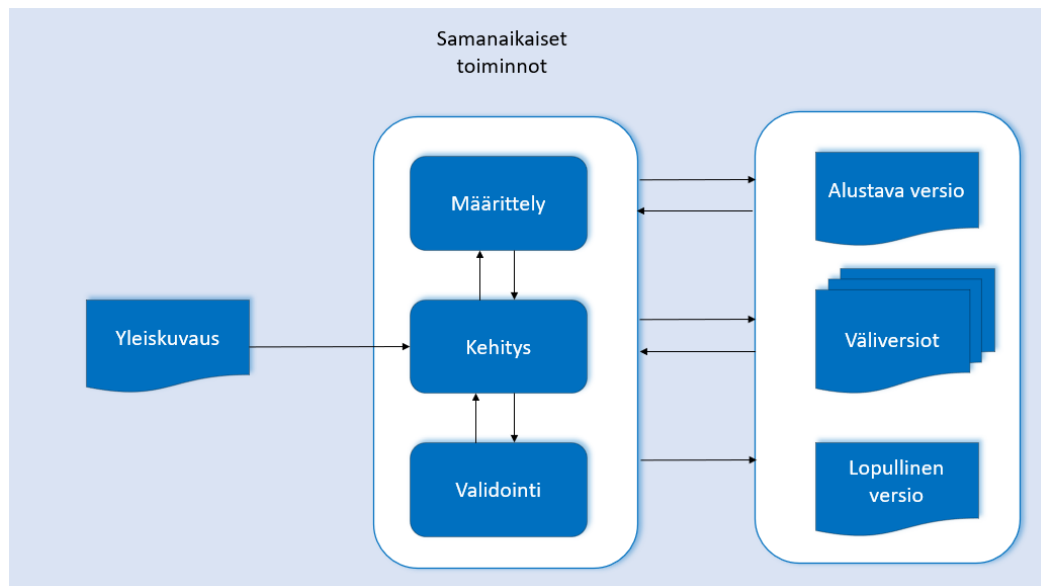 Samanaikaiset
toiminnot
Määrittely
Alustava versio
Yleiskuvaus
Kehitys
Väliversiot
Validointi
Lopullinen
versio